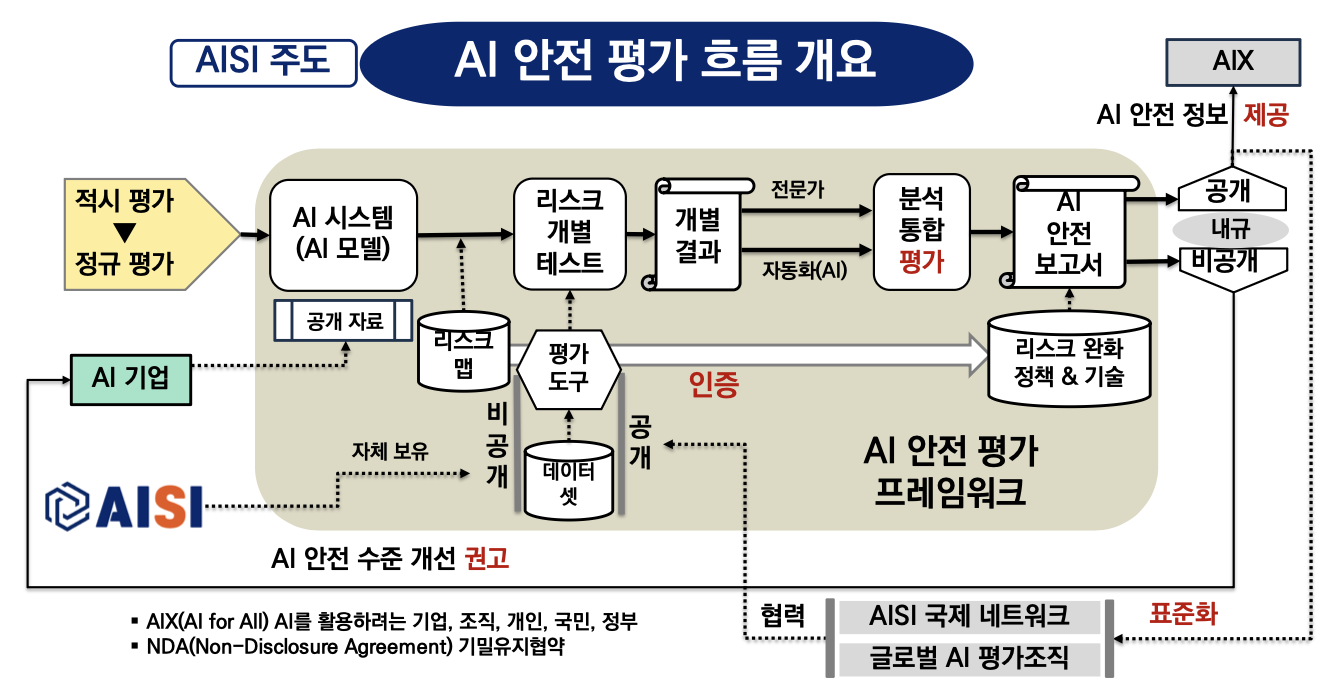 AISI 주도
AI 안전 평가 흐름 개요
AIX
AI 안전 정보 제공
적시 평가
정규 평가
AI 시스템
(AI 모델)
리스크
개별
테스트
개별
결과
전문가
자동화(AI)
분석
통합
평가
AI
안전
보고서
공개
내규
비공개
공개 자료
리스크
맵
평가
도구
인증
리스크 완화
정책 & 기술
AI 기업
비
공
개
공
개
자체 보유
데이터
셋
AI 안전 평가
프레임워크
AISI
AI 안전 수준 개선 권고
협력
AISI 국제 네트워크
글로벌 AI 평가조직
표준화
▪ AIX(AI for All) AI를 활용하려는 기업, 조직, 개인, 국민, 정부
▪ NDA(Non-Disclosure Agreement) 기밀유지협약